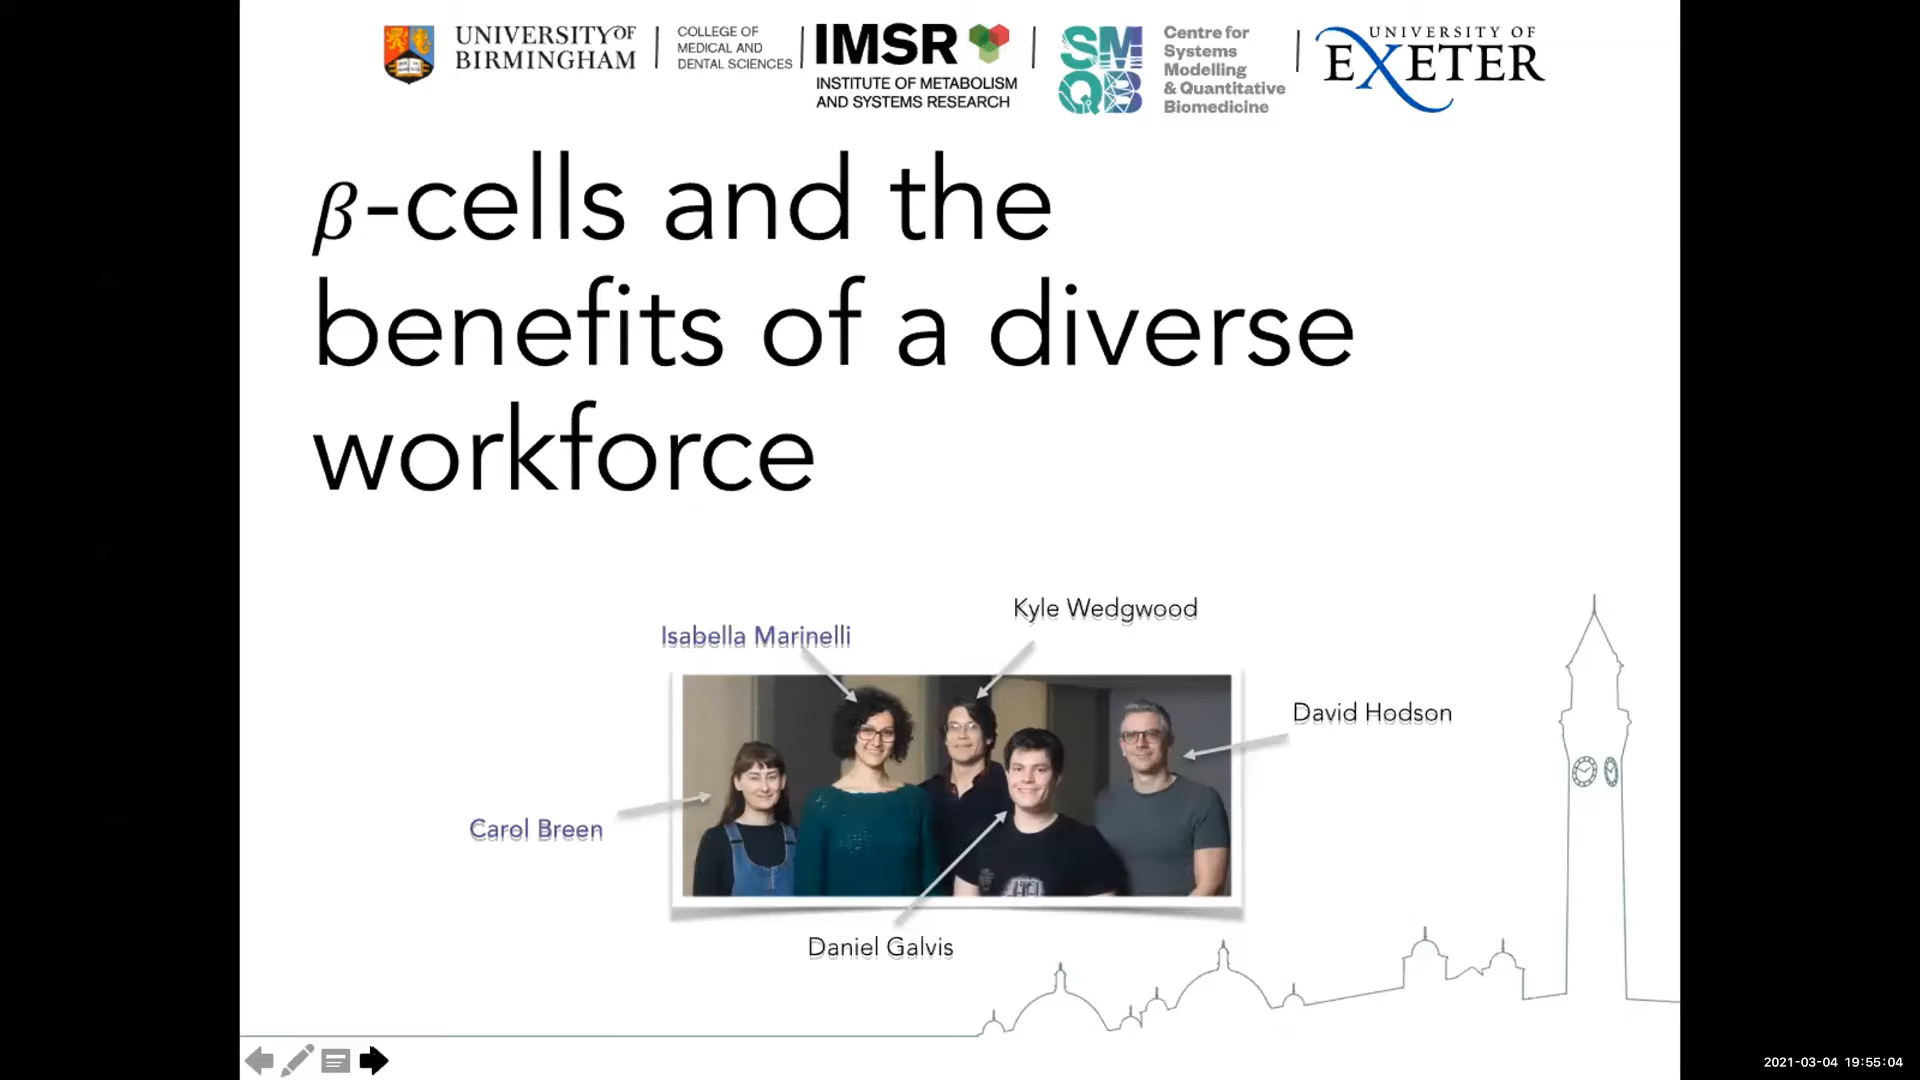 UNIVERSITY OF
BIRMINGHAM
COLLEGE OF
MEDICAL AND
DENTAL SCIENCES
IMSR
INSTITUTE OF METABOLISM
AND SYSTEMS RESEARCH
SM
QB
Centre for
Systems
Modelling
& Quantitative
Biomedicine
UNIVERSITY OF
EXETER
β-cells and the
benefits of a diverse
workforce
Kyle Wedgwood
Isabella Marinelli
David Hodson
Carol Breen
Daniel Galvis
2021-03-04 19:55:04